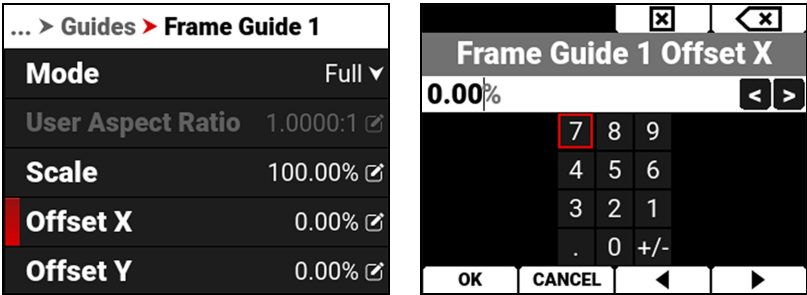 ... > Guides > Frame Guide 1
Mode Full
User Aspect Ratio 1.0000:1
Scale 100.00%
Offset X 0.00%
Offset Y 0.00%
Frame Guide 1 Offset X
0.00% < >
7 8 9
4 5 6
3 2 1
. 0 +/-
OK CANCEL